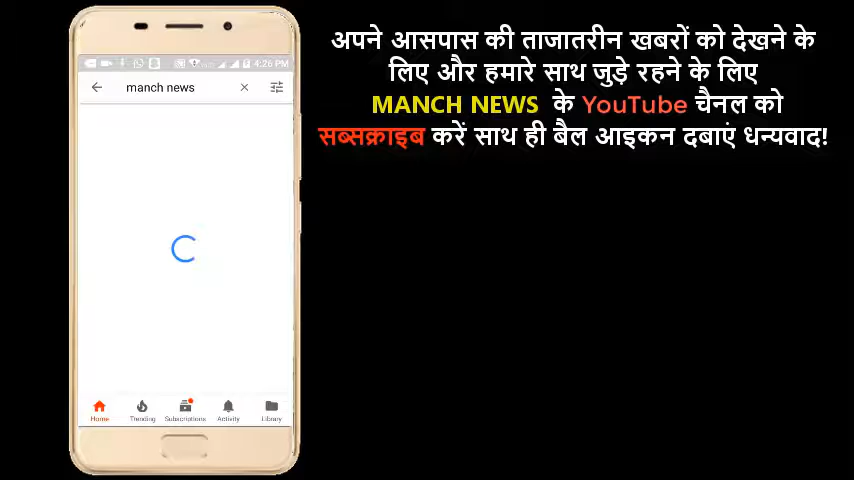 अपने आसपास की ताजातरीन खबरों को देखने के
लिए और हमारे साथ जुड़े रहने के लिए
MANCH NEWS के YouTube चैनल को
सब्सक्राइब करें साथ ही बैल आइकन दबाएं धन्यवाद!
4:26 PM
manch news
Home Trending Subscriptions Activity Library